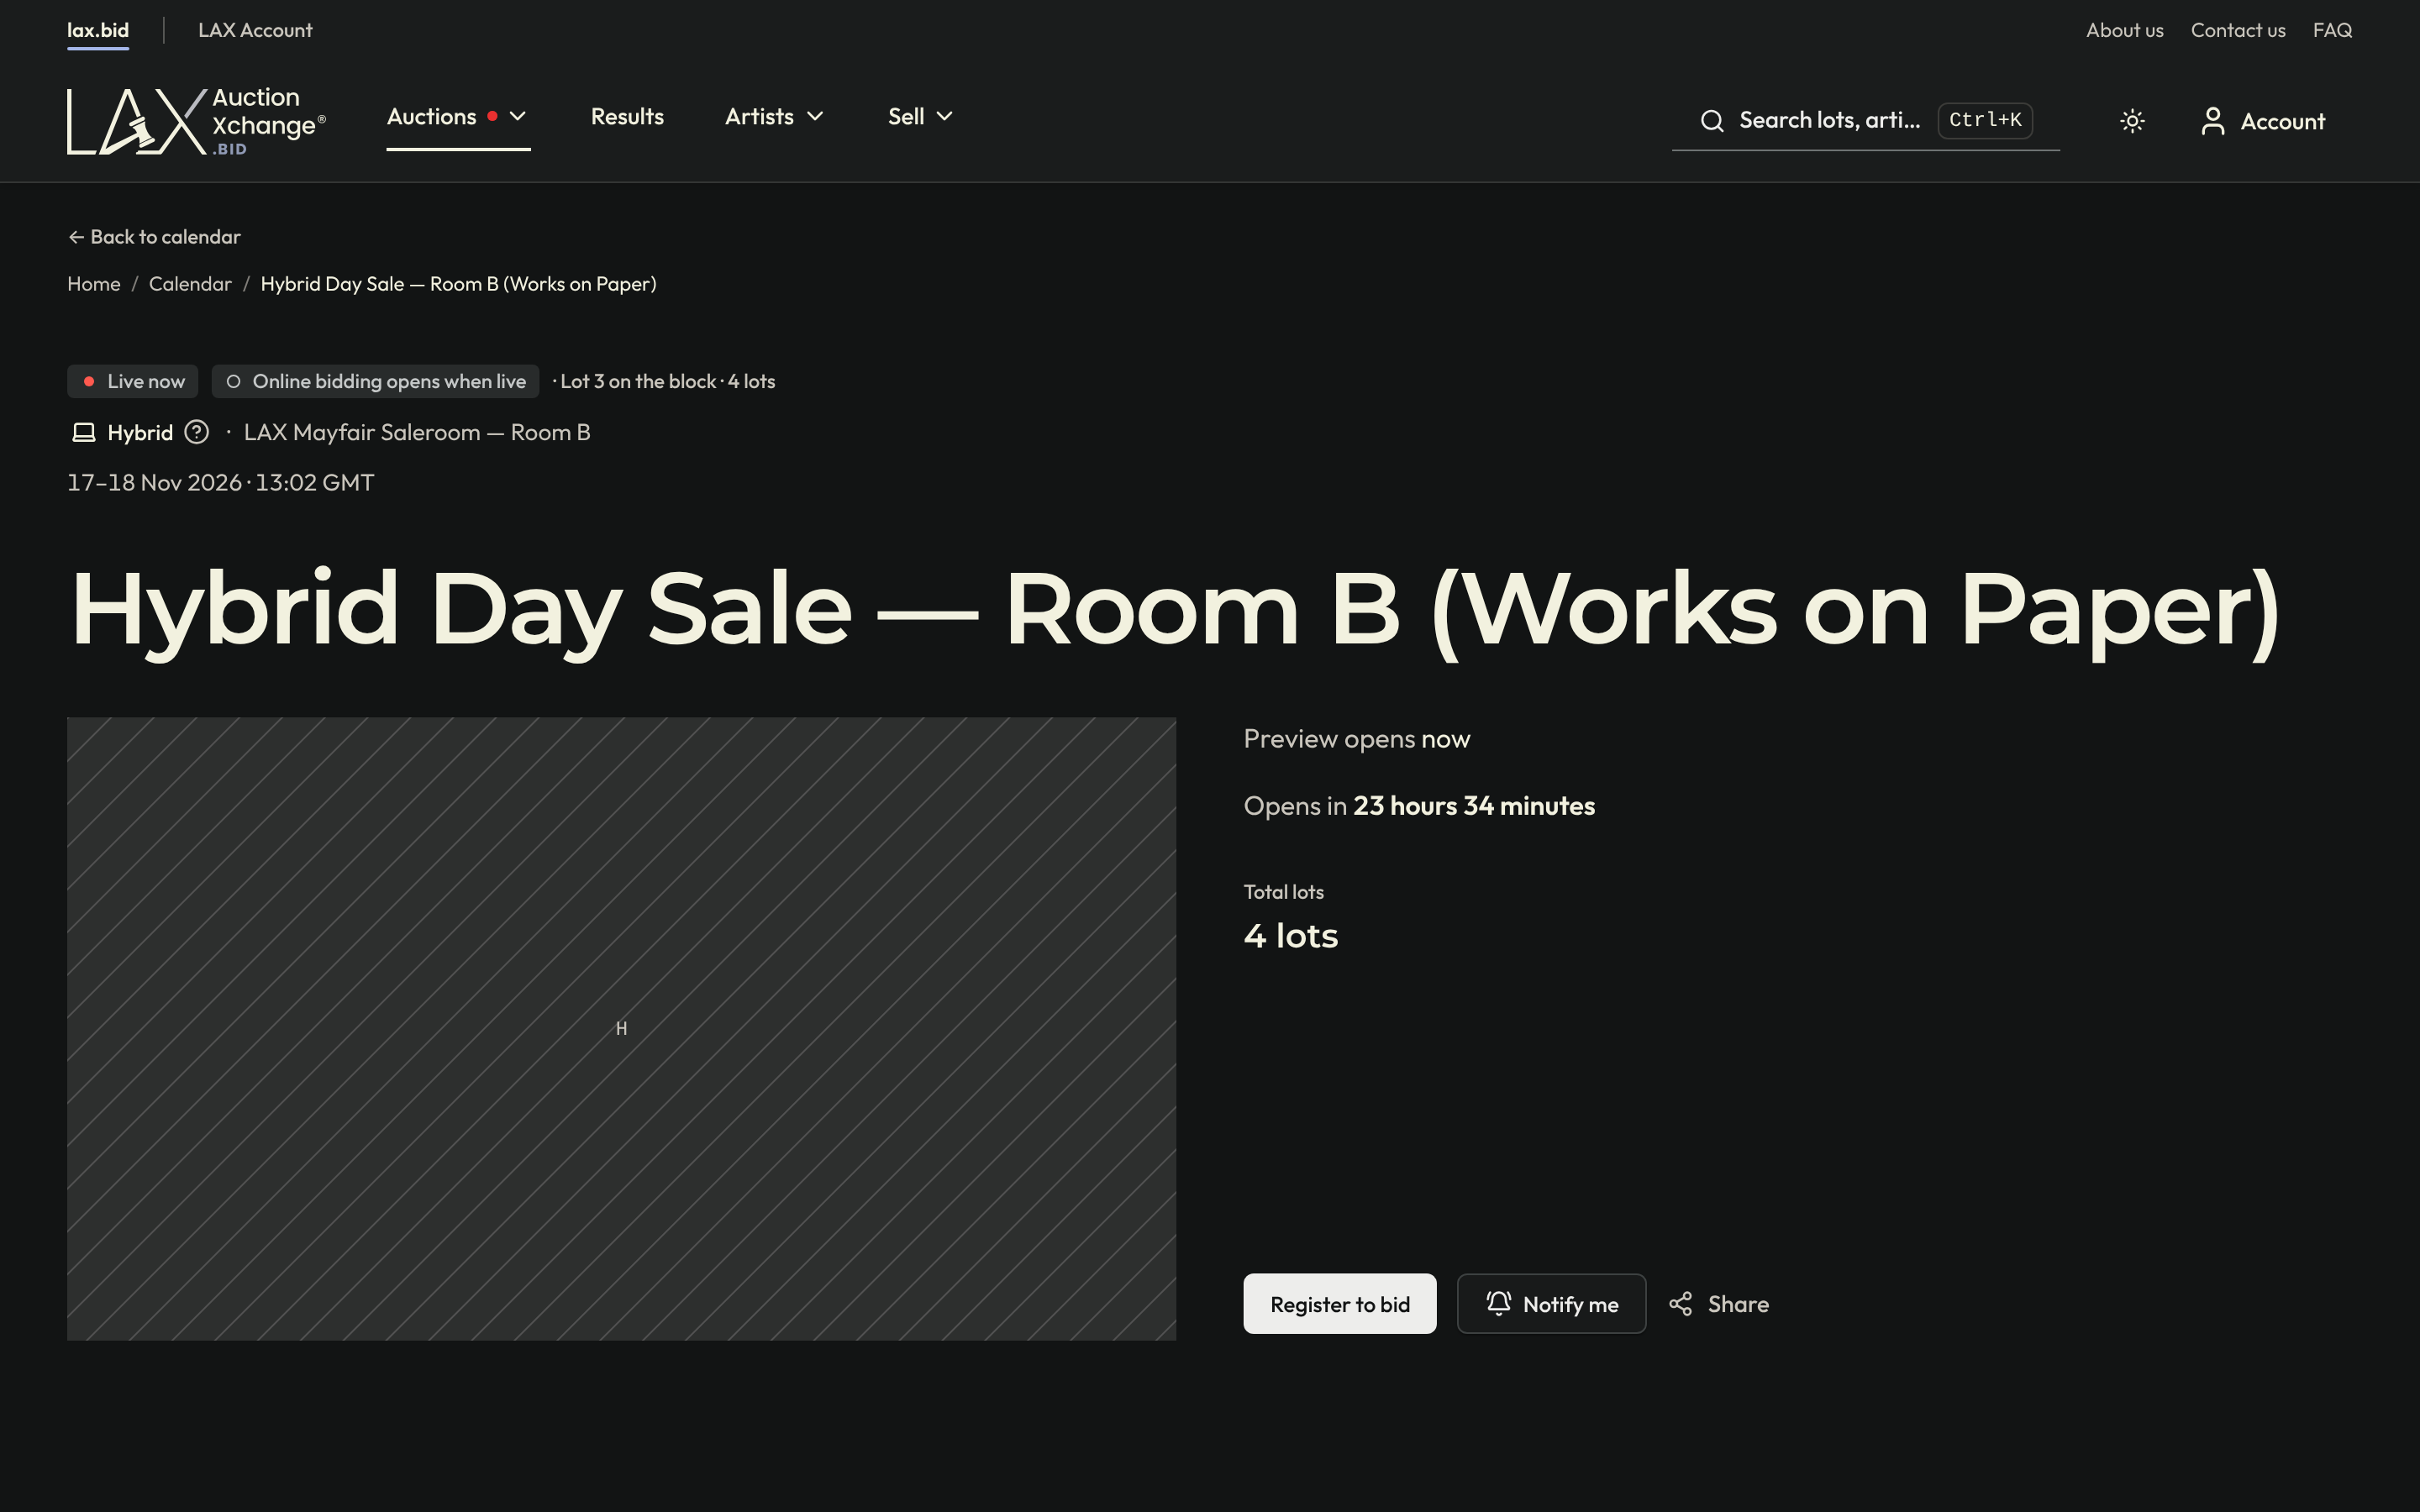 lax.bid
LAX Account
About us
Contact us
FAQ
LAX Auction Xchange®
.BID
Auctions
Results
Artists
Sell
Search lots, arti...
Ctrl+K
Account
← Back to calendar
Home / Calendar / Hybrid Day Sale — Room B (Works on Paper)
Live now
Online bidding opens when live
· Lot 3 on the block · 4 lots
Hybrid ? · LAX Mayfair Saleroom — Room B
17–18 Nov 2026 · 13:02 GMT
Hybrid Day Sale — Room B (Works on Paper)
H
Preview opens now
Opens in 23 hours 34 minutes
Total lots
4 lots
Register to bid
Notify me
Share